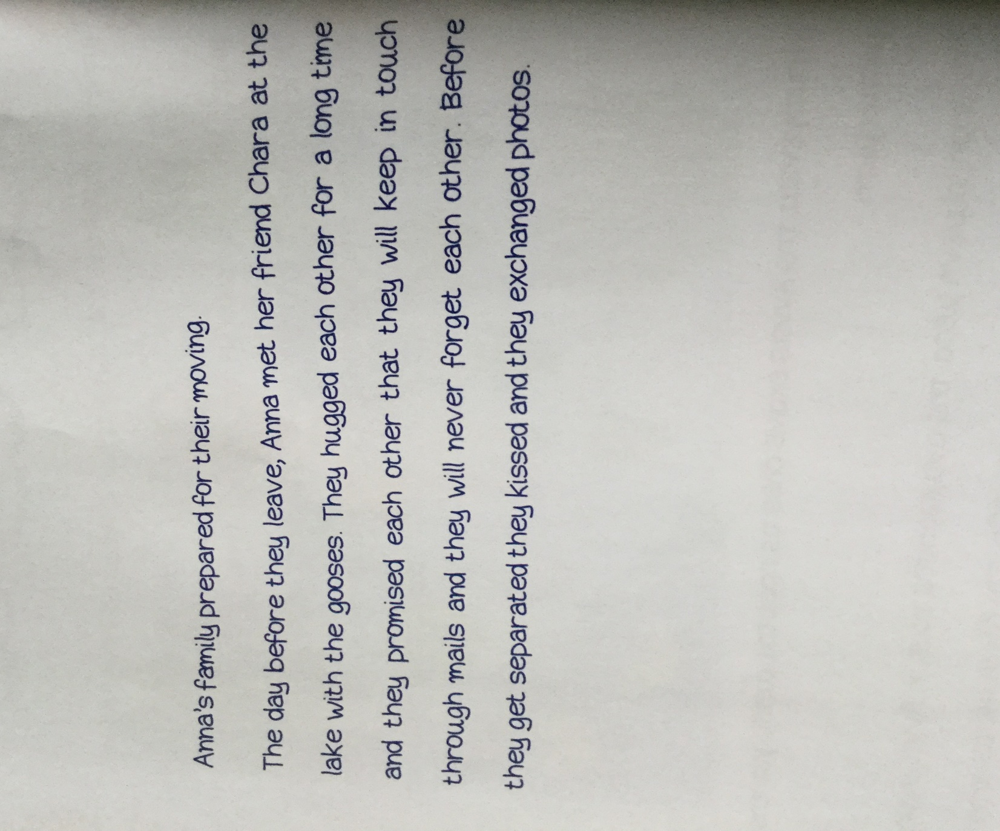 Anna's family prepared for their moving.
The day before they leave, Anna met her friend Chara at the
lake with the gooses. They hugged each other for a long time
and they promised each other that they will keep in touch
through mails and they will never forget each other. Before
they get separated they kissed and they exchanged photos.